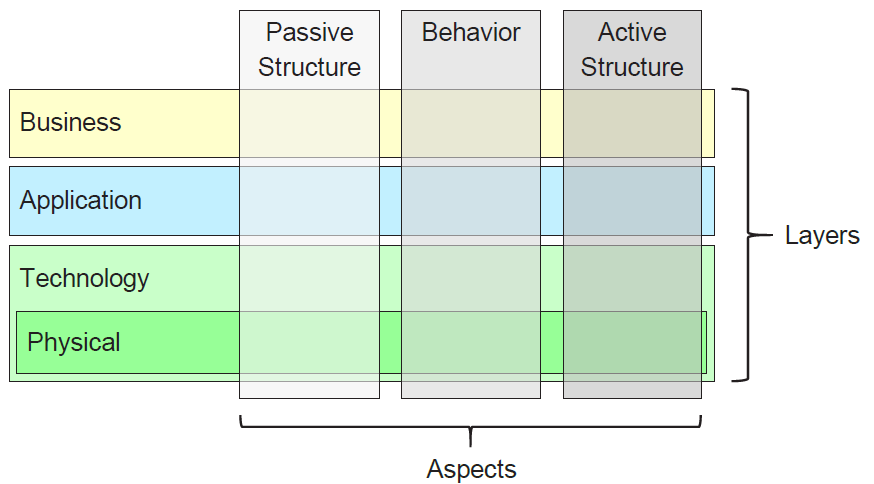 Passive
Structure
Behavior
Active
Structure
Business
Application
Technology
Physical
Layers
Aspects